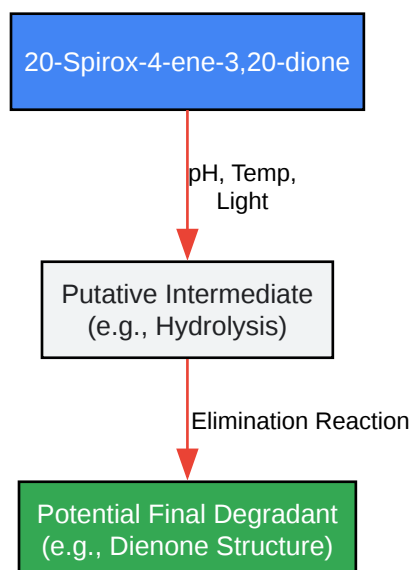 20-Spirox-4-ene-3,20-dione
pH, Temp,
Light
Putative Intermediate
(e.g., Hydrolysis)
Elimination Reaction
Potential Final Degradant
(e.g., Dienone Structure)